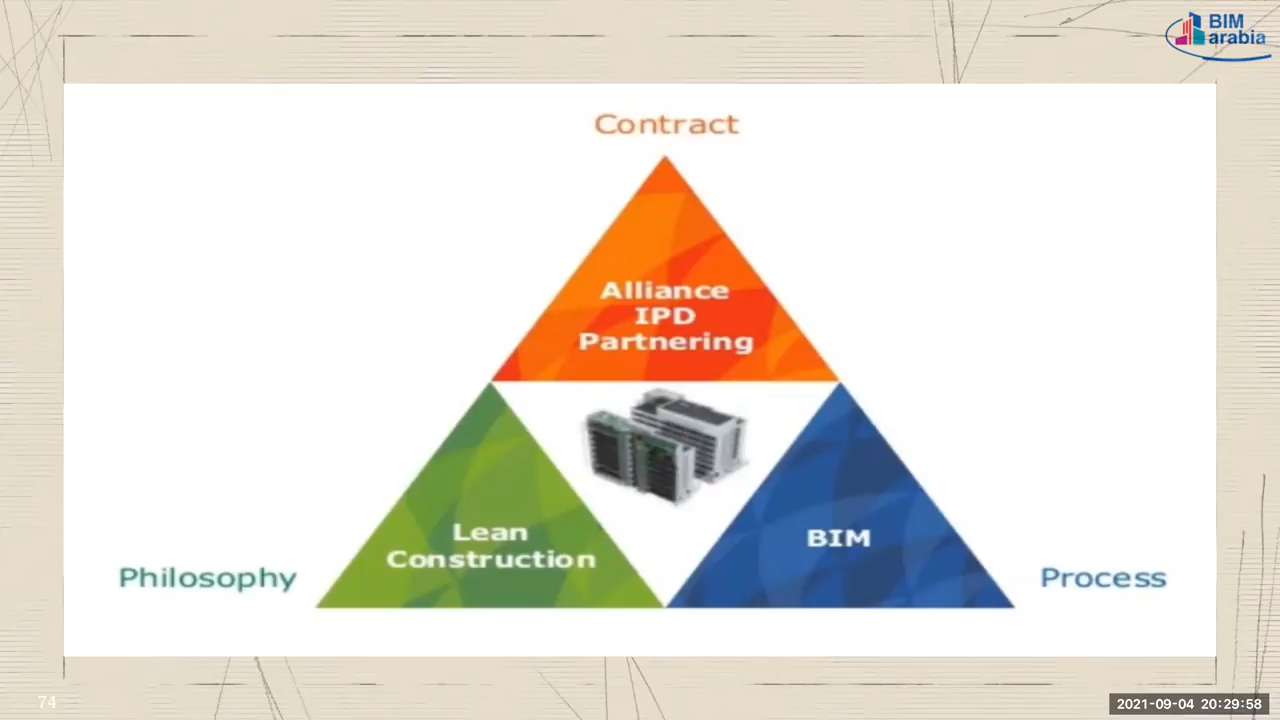 BIM
arabia
Contract
Alliance
IPD
Partnering
Lean
Construction
BIM
Philosophy
Process
74
2021-09-04 20:29:58